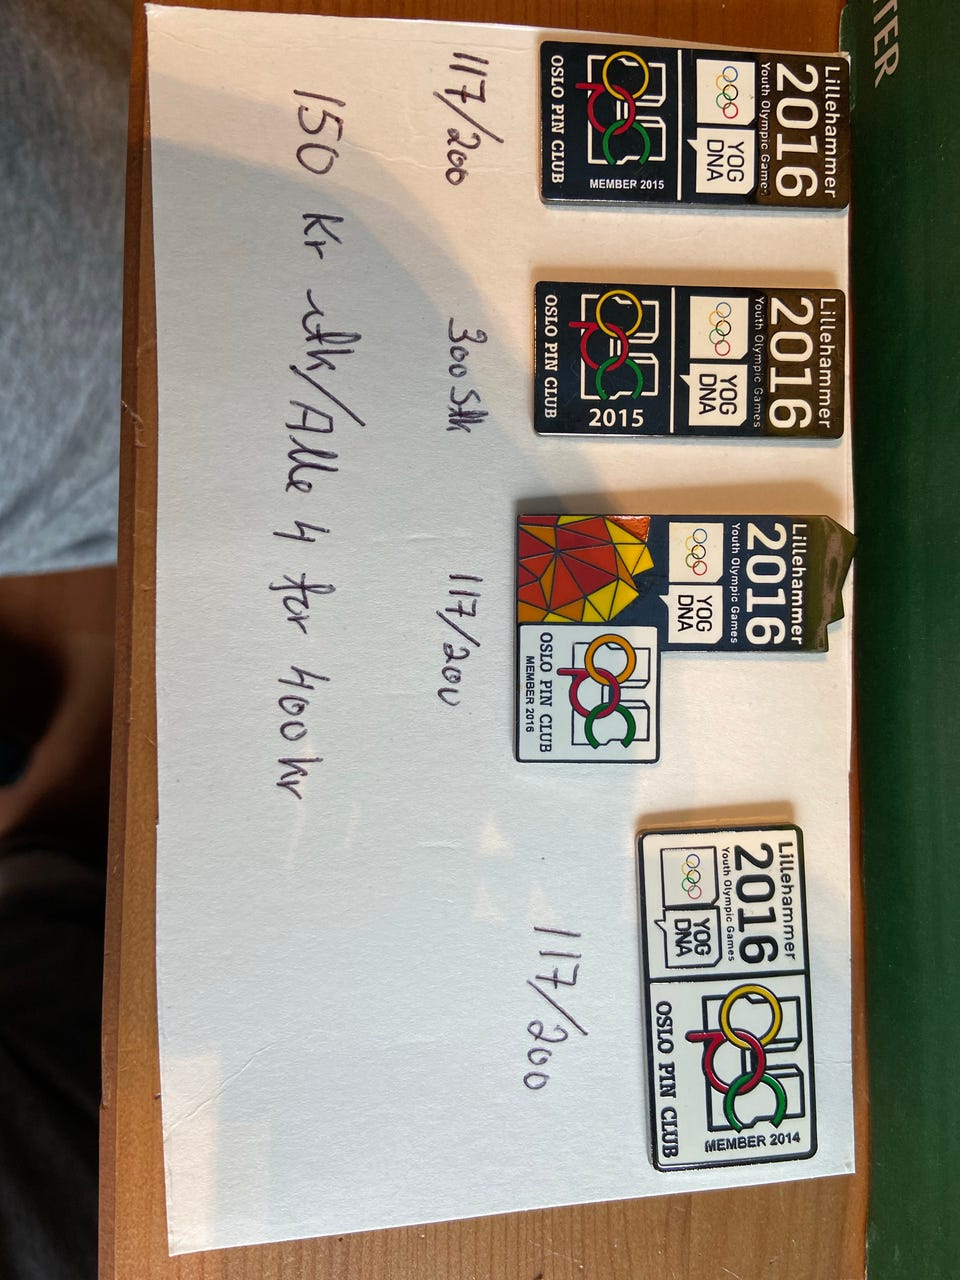 Lillehammer
2016
Youth Olympic Games
YOG
DNA
MEMBER 2015
OSLO PIN CLUB
Lillehammer
2016
Youth Olympic Games
YOG
DNA
2015
OSLO PIN CLUB
Lillehammer
2016
Youth Olympic Games
YOG
DNA
OSLO PIN CLUB
MEMBER 2016
Lillehammer
2016
Youth Olympic Games
YOG
DNA
MEMBER 2014
OSLO PIN CLUB
117/200
300 Stk
117/200
117/200
150 kr stk/Alle 4 for 400 kr
TER